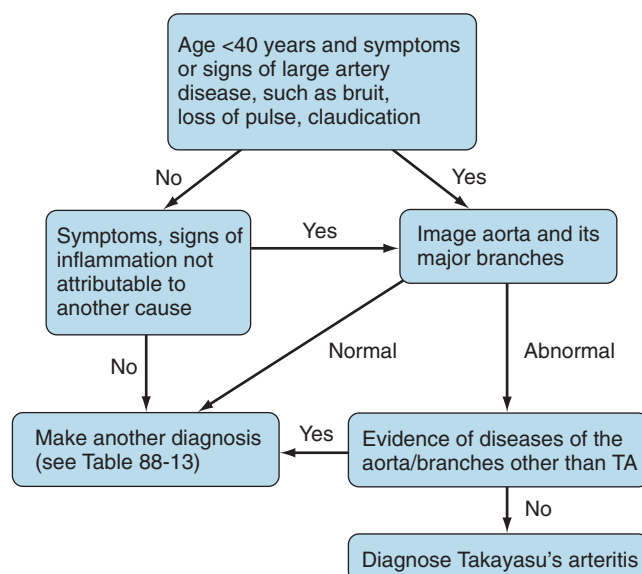 Age <40 years and symptoms
or signs of large artery
disease, such as bruit,
loss of pulse, claudication
No
Yes
Symptoms, signs of
inflammation not
attributable to
another cause
Yes
Image aorta and its
major branches
No
Normal
Abnormal
Make another diagnosis
(see Table 88-13)
Yes
Evidence of diseases of the
aorta/branches other than TA
No
Diagnose Takayasu's arteritis